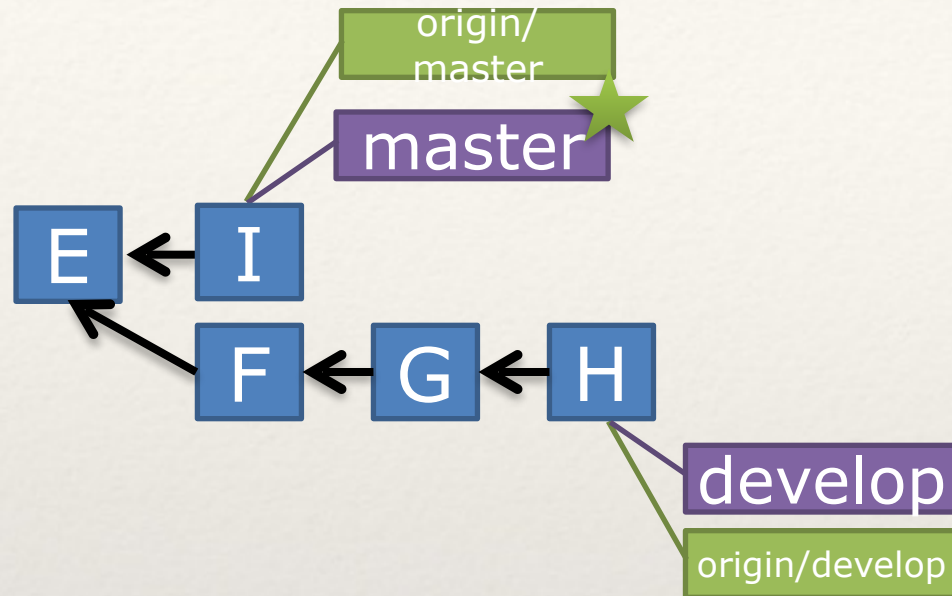 origin/
master
master
E
I
F
G
H
develop
origin/develop